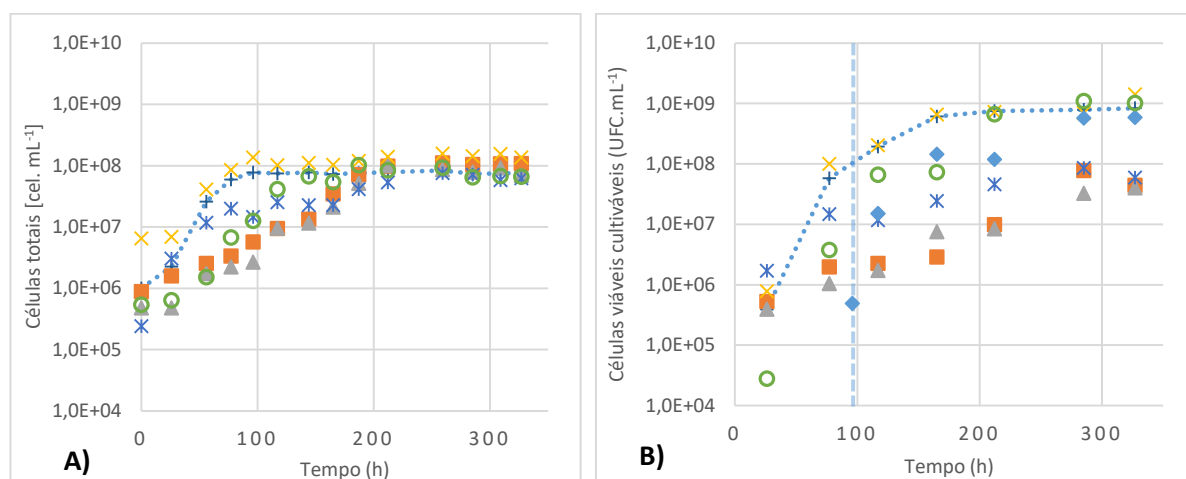 1,0E+10
1,0E+09
1,0E+08
1,0E+07
1,0E+06
1,0E+05
1,0E+04
Células totais [cel. mL-1]
0
100
200
300
Tempo (h)
A)
1,0E+10
1,0E+09
1,0E+08
1,0E+07
1,0E+06
1,0E+05
1,0E+04
Células viáveis cultiváveis (UFC.mL-1)
0
100
200
300
Tempo (h)
B)